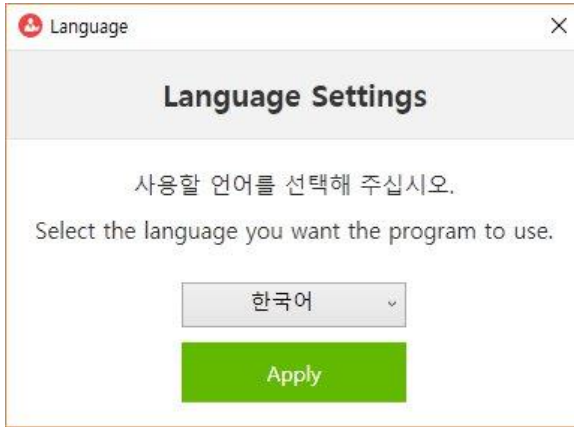 Language
Language Settings
사용할 언어를 선택해 주십시오.
Select the language you want the program to use.
한국어
Apply